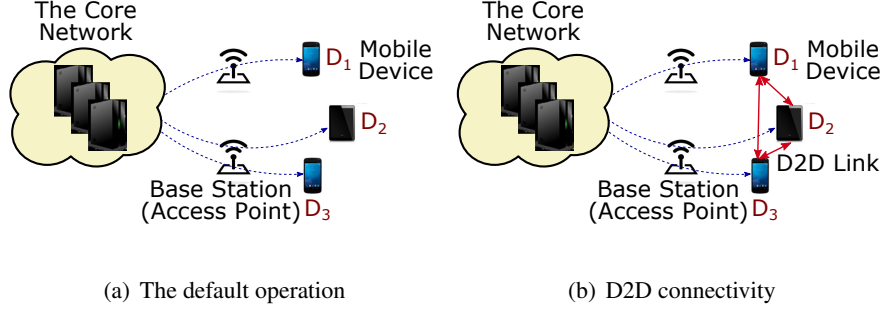 The Core
Network
D1
Mobile
Device
D2
Base Station
(Access Point)
D3
(a) The default operation
The Core
Network
D1
Mobile
Device
D2
D2D Link
Base Station
(Access Point)
D3
(b) D2D connectivity